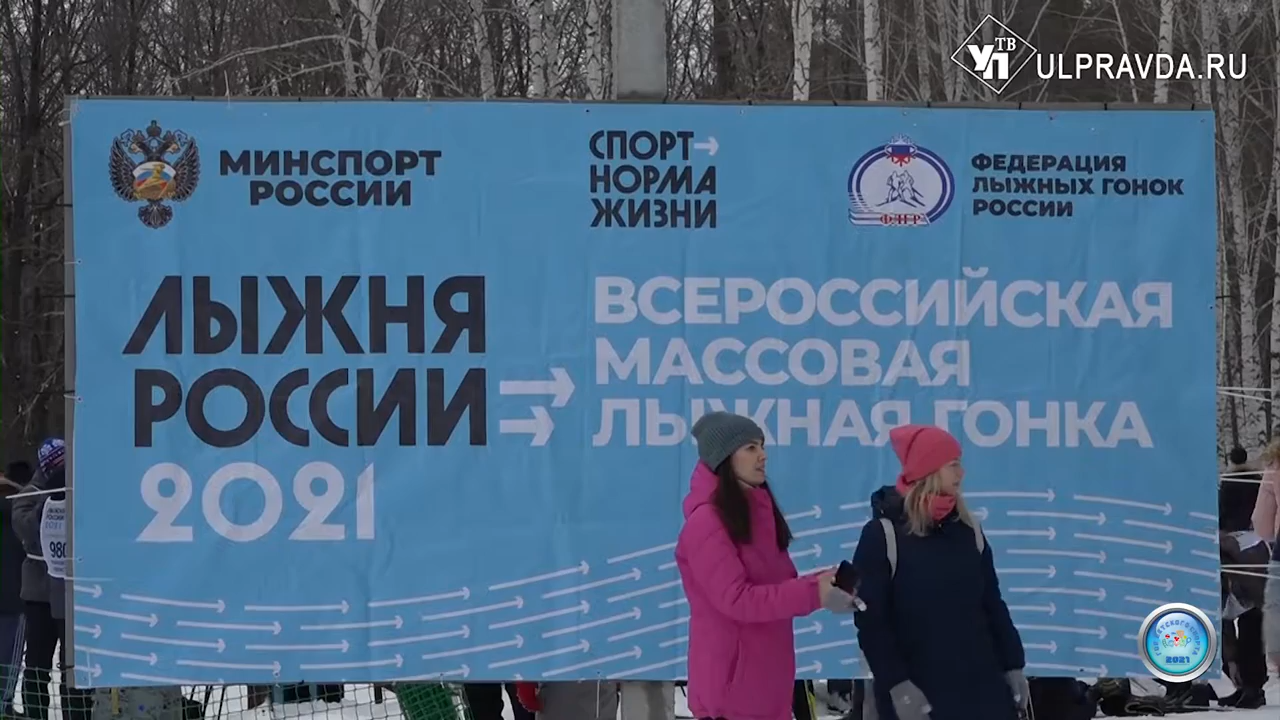 УП ТВ ULPRAVDA.RU
МИНСПОРТ
РОССИИ
СПОРТ→
НОРМА
ЖИЗНИ
ФЛГР
ФЕДЕРАЦИЯ
ЛЫЖНЫХ ГОНОК
РОССИИ
ЛЫЖНЯ
РОССИИ
2021
ВСЕРОССИЙСКАЯ
МАССОВАЯ
ЛЫЖНАЯ ГОНКА
980
2021